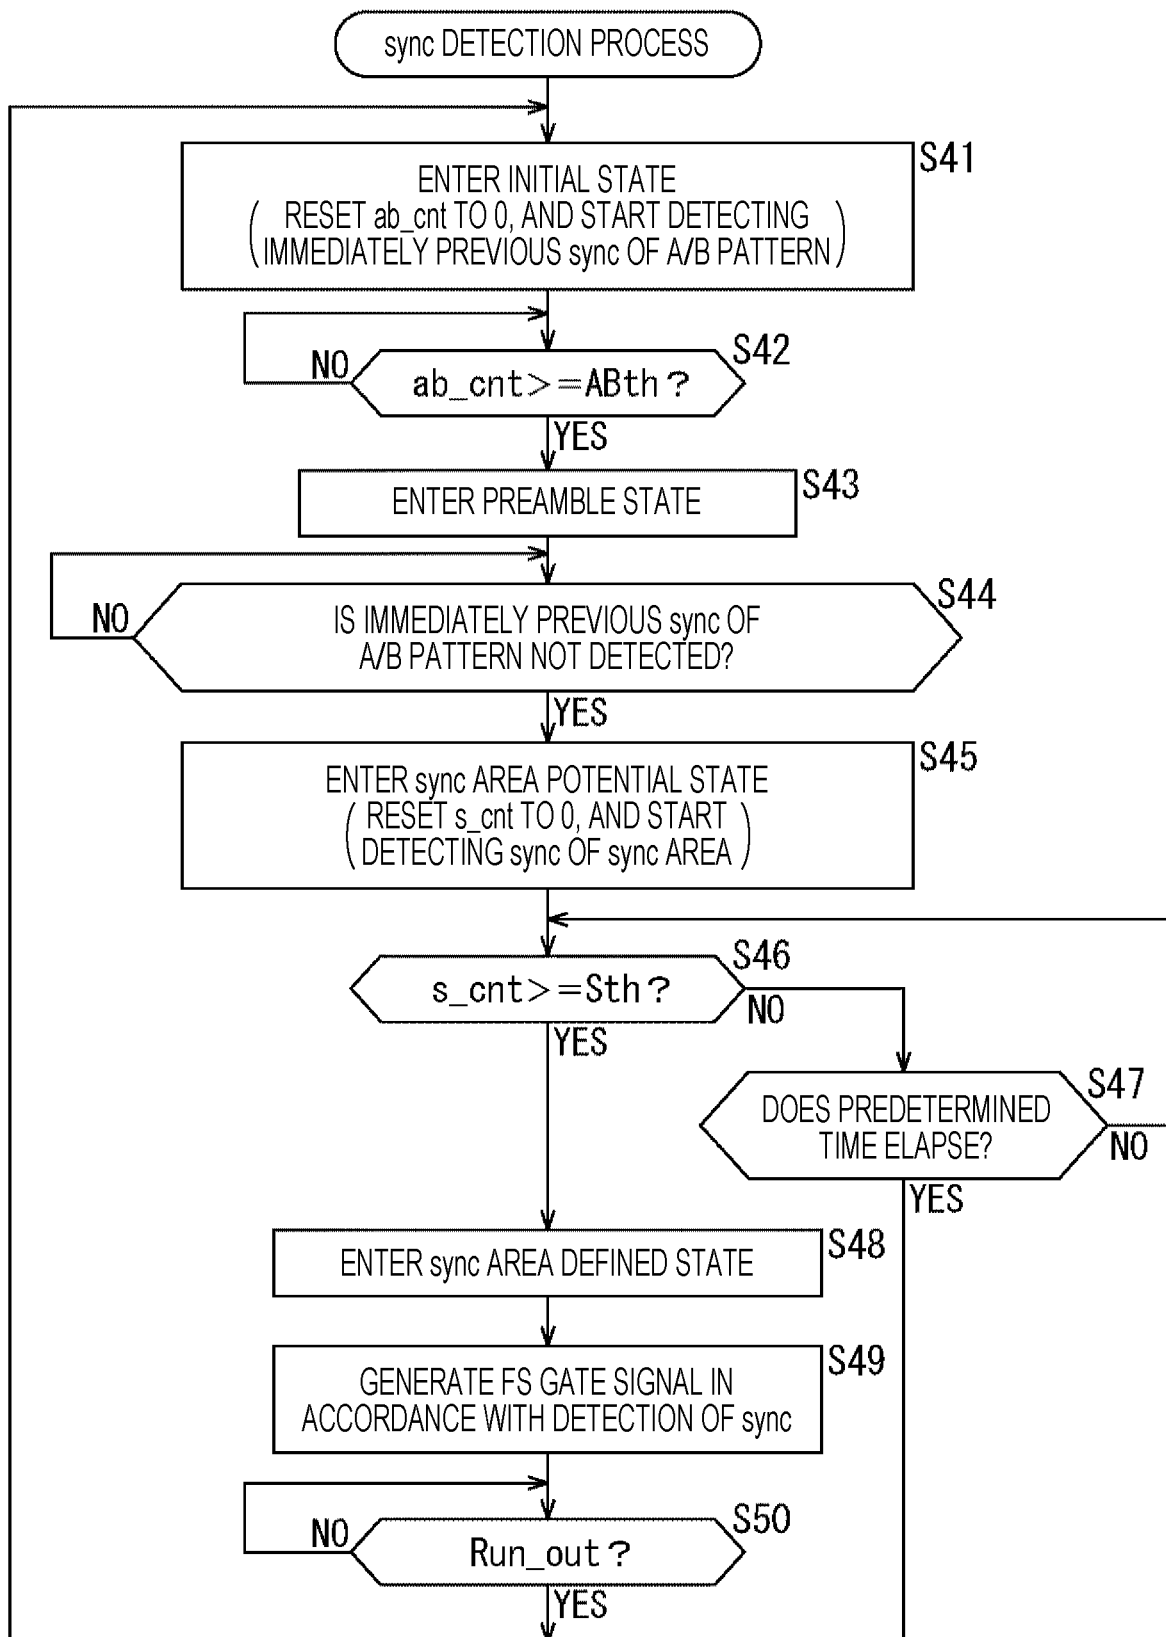 sync DETECTION PROCESS
S41
ENTER INITIAL STATE
( RESET ab_cnt TO 0, AND START DETECTING
IMMEDIATELY PREVIOUS sync OF A/B PATTERN )
S42
NO
ab_cnt>=ABth?
YES
S43
ENTER PREAMBLE STATE
S44
NO
IS IMMEDIATELY PREVIOUS sync OF
A/B PATTERN NOT DETECTED?
YES
S45
ENTER sync AREA POTENTIAL STATE
( RESET s_cnt TO 0, AND START
DETECTING sync OF sync AREA )
S46
s_cnt>=Sth?
NO
YES
S47
DOES PREDETERMINED
TIME ELAPSE?
NO
YES
S48
ENTER sync AREA DEFINED STATE
S49
GENERATE FS GATE SIGNAL IN
ACCORDANCE WITH DETECTION OF sync
S50
NO
Run_out?
YES